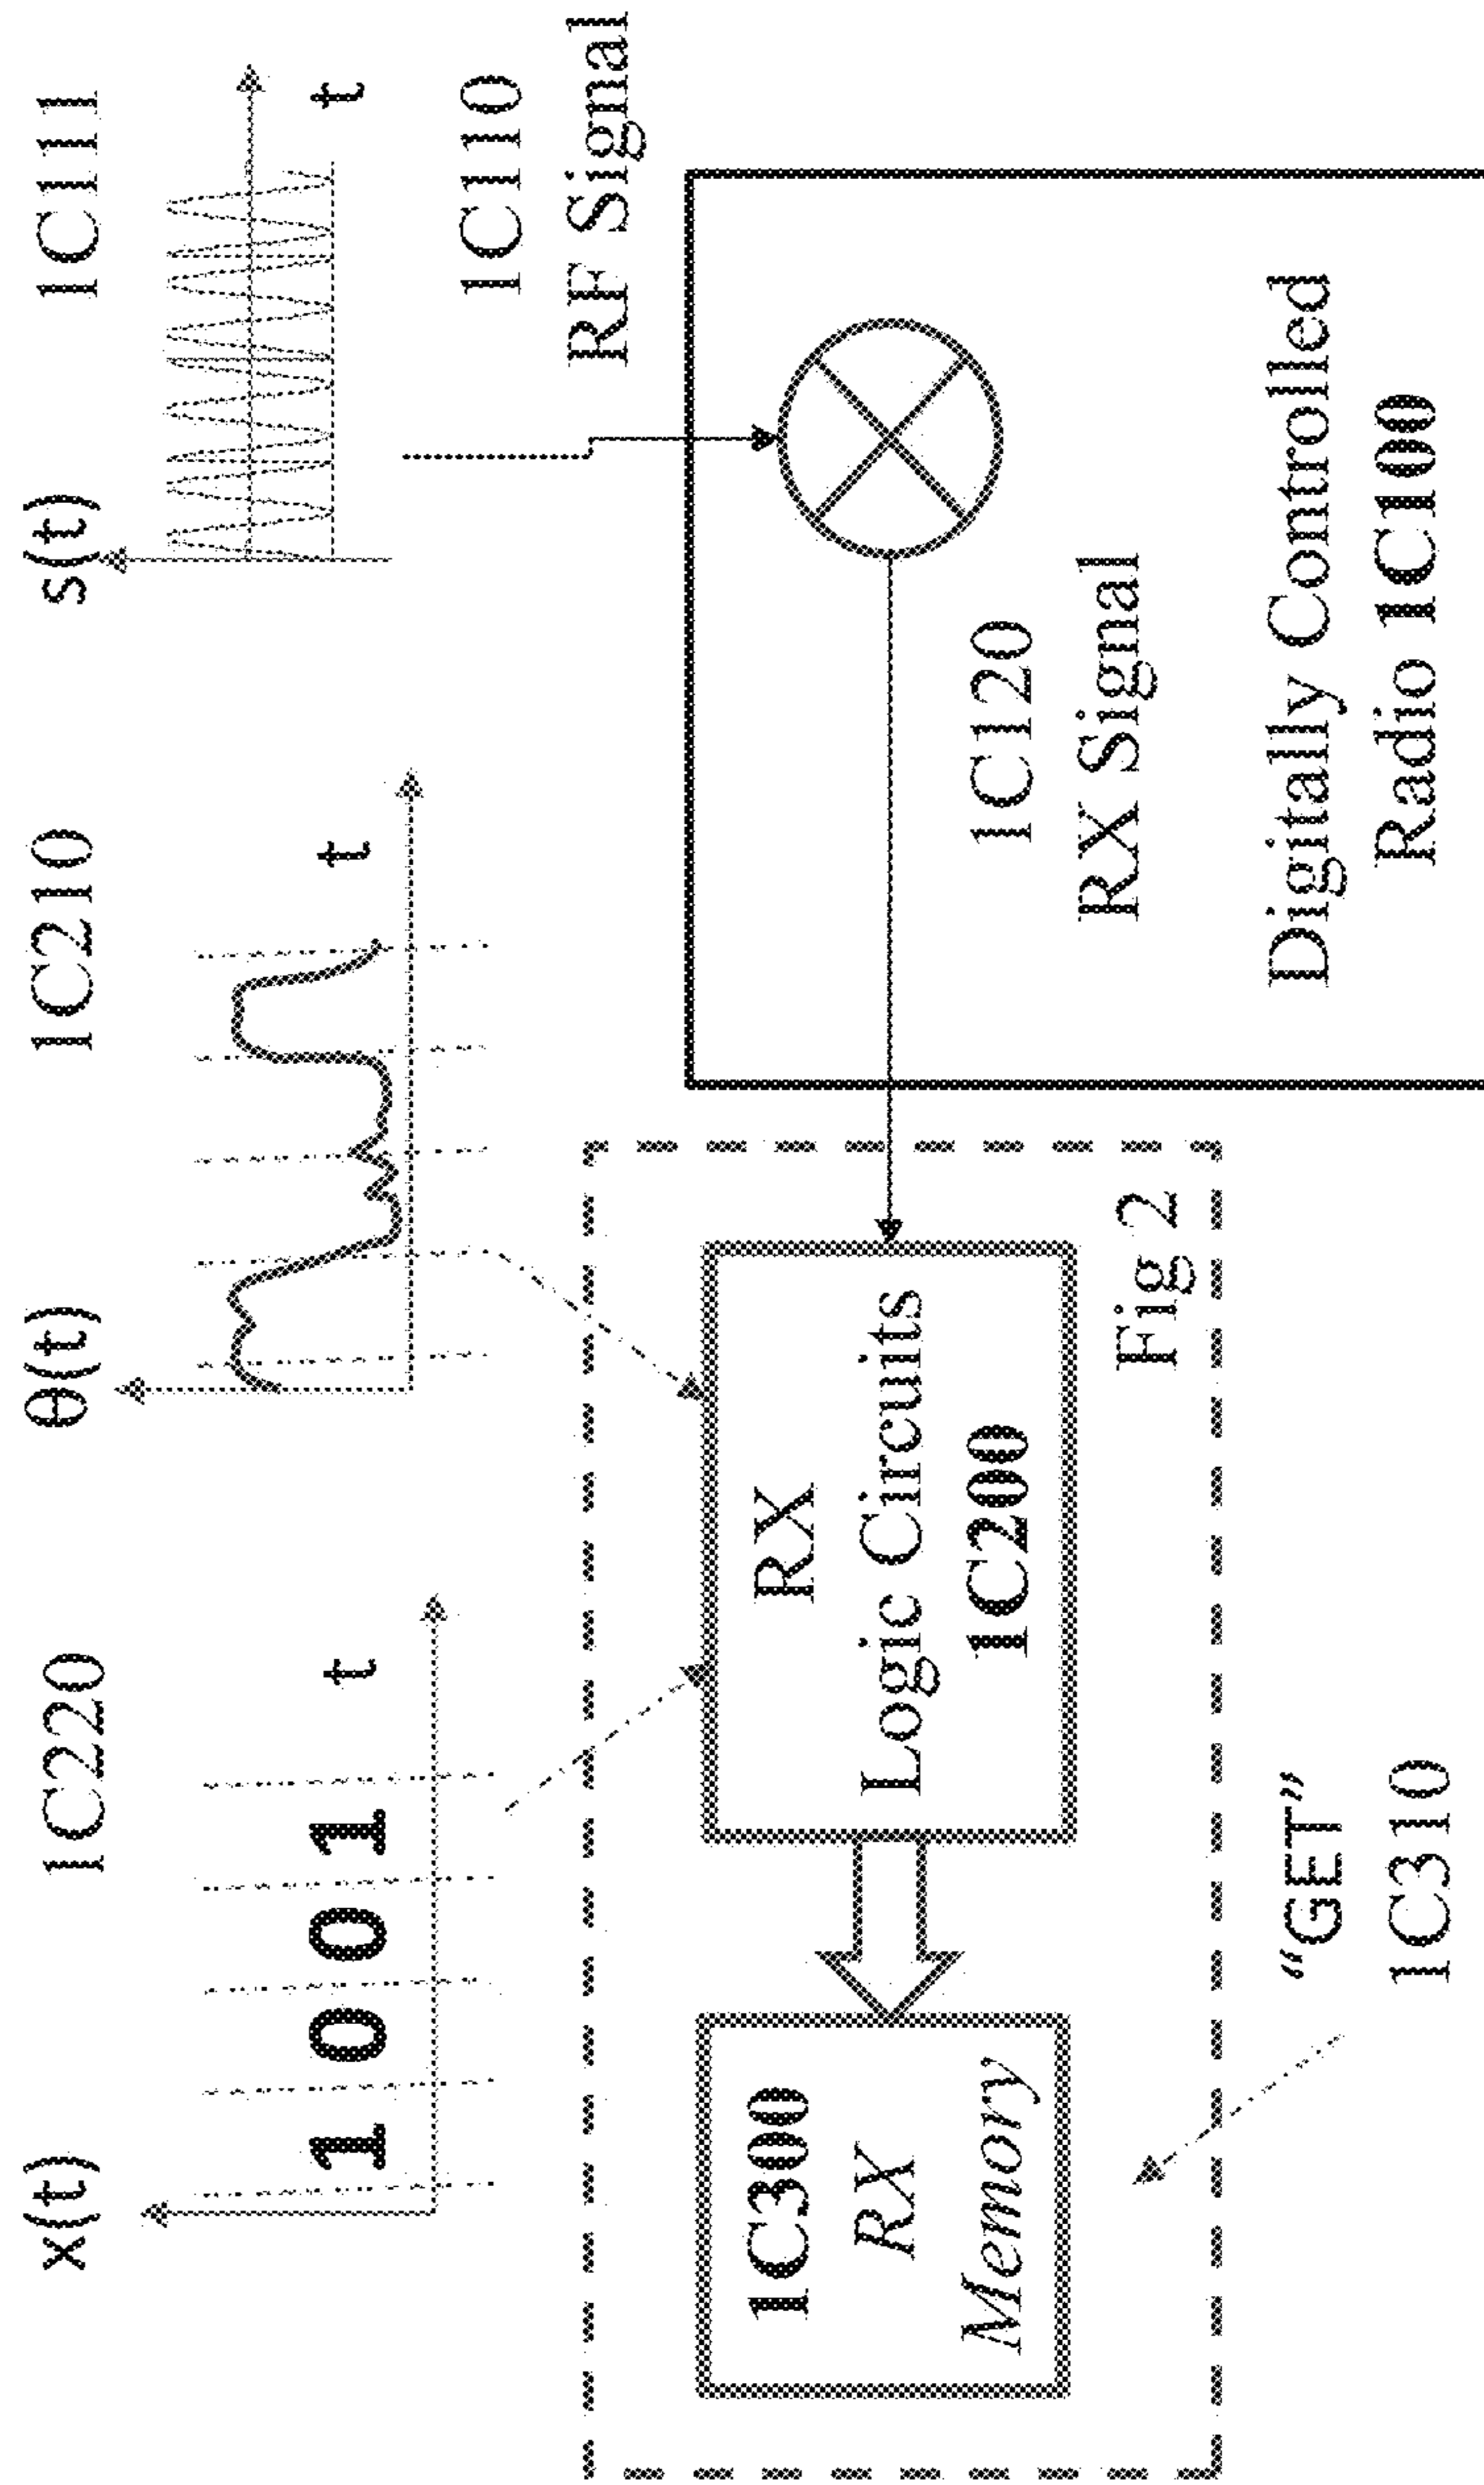 x(t)
1C220
1 0 0 1
t
θ(t)
1C210
t
s(t)
1C111
t
1C110
RF Signal
1C300
RX
Memory
RX
Logic Circuits
1C200
Fig 2
1C120
RX Signal
Digitally Controlled
Radio 1C100
“GET”
1C310